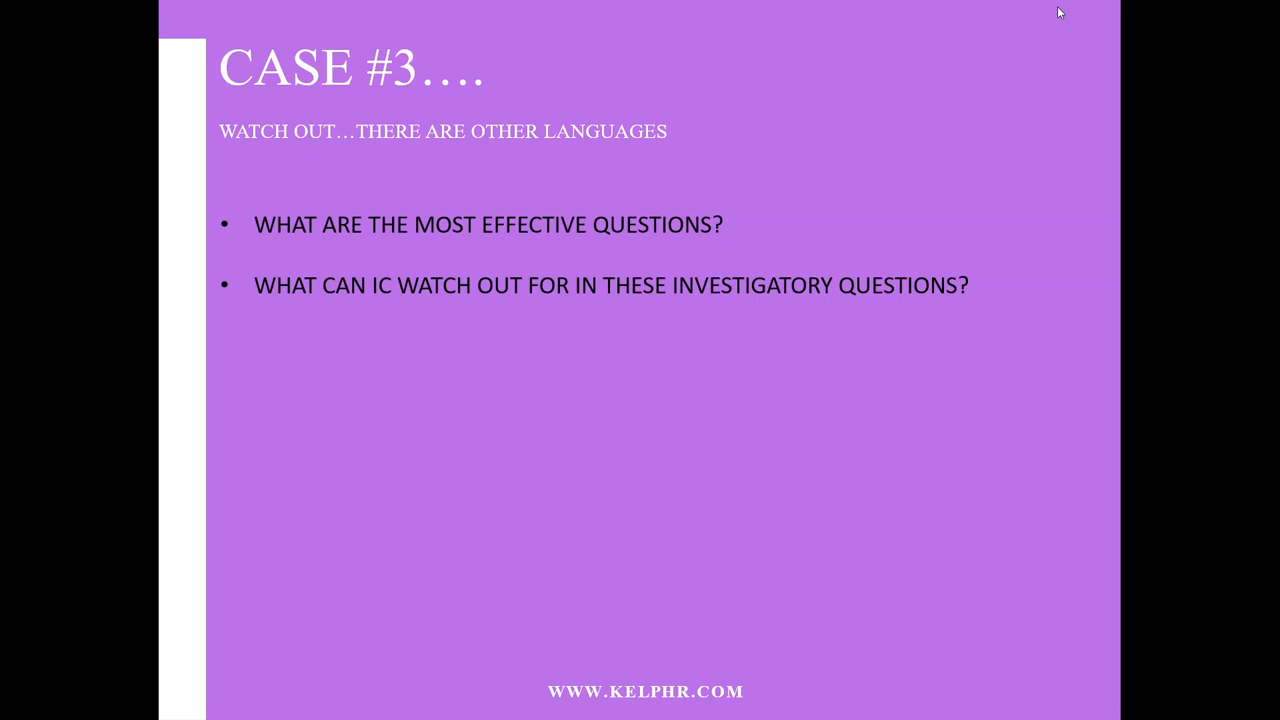 CASE #3….
WATCH OUT…THERE ARE OTHER LANGUAGES
• WHAT ARE THE MOST EFFECTIVE QUESTIONS?
• WHAT CAN IC WATCH OUT FOR IN THESE INVESTIGATORY QUESTIONS?
WWW.KELPHR.COM